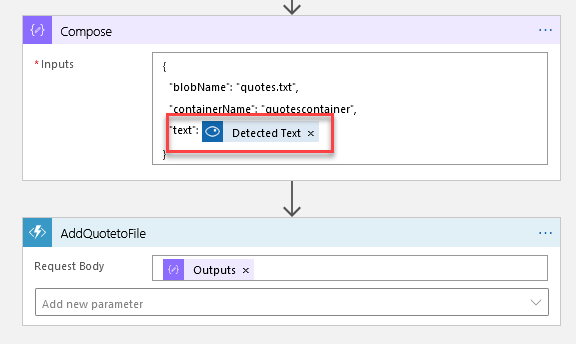 Compose
...
* Inputs
{
"blobName": "quotes.txt",
"containerName": "quotescontainer",
"text": Detected Text ×
}
AddQuotetoFile
...
Request Body
Outputs ×
Add new parameter